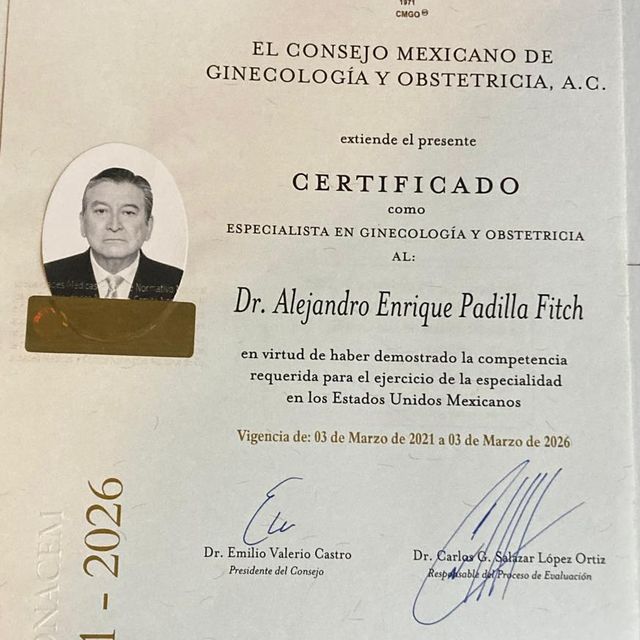 1971
CMGO
EL CONSEJO MEXICANO DE
GINECOLOGÍA Y OBSTETRICIA, A.C.
extiende el presente
CERTIFICADO
como
ESPECIALISTA EN GINECOLOGÍA Y OBSTETRICIA
AL:
Dr. Alejandro Enrique Padilla Fitch
en virtud de haber demostrado la competencia
requerida para el ejercicio de la especialidad
en los Estados Unidos Mexicanos
Vigencia de: 03 de Marzo de 2021 a 03 de Marzo de 2026
Dr. Emilio Valerio Castro
Presidente del Consejo
Dr. Carlos G. Salazar López Ortiz
Responsable del Proceso de Evaluación
Normativo
ONACEM
1 - 2026